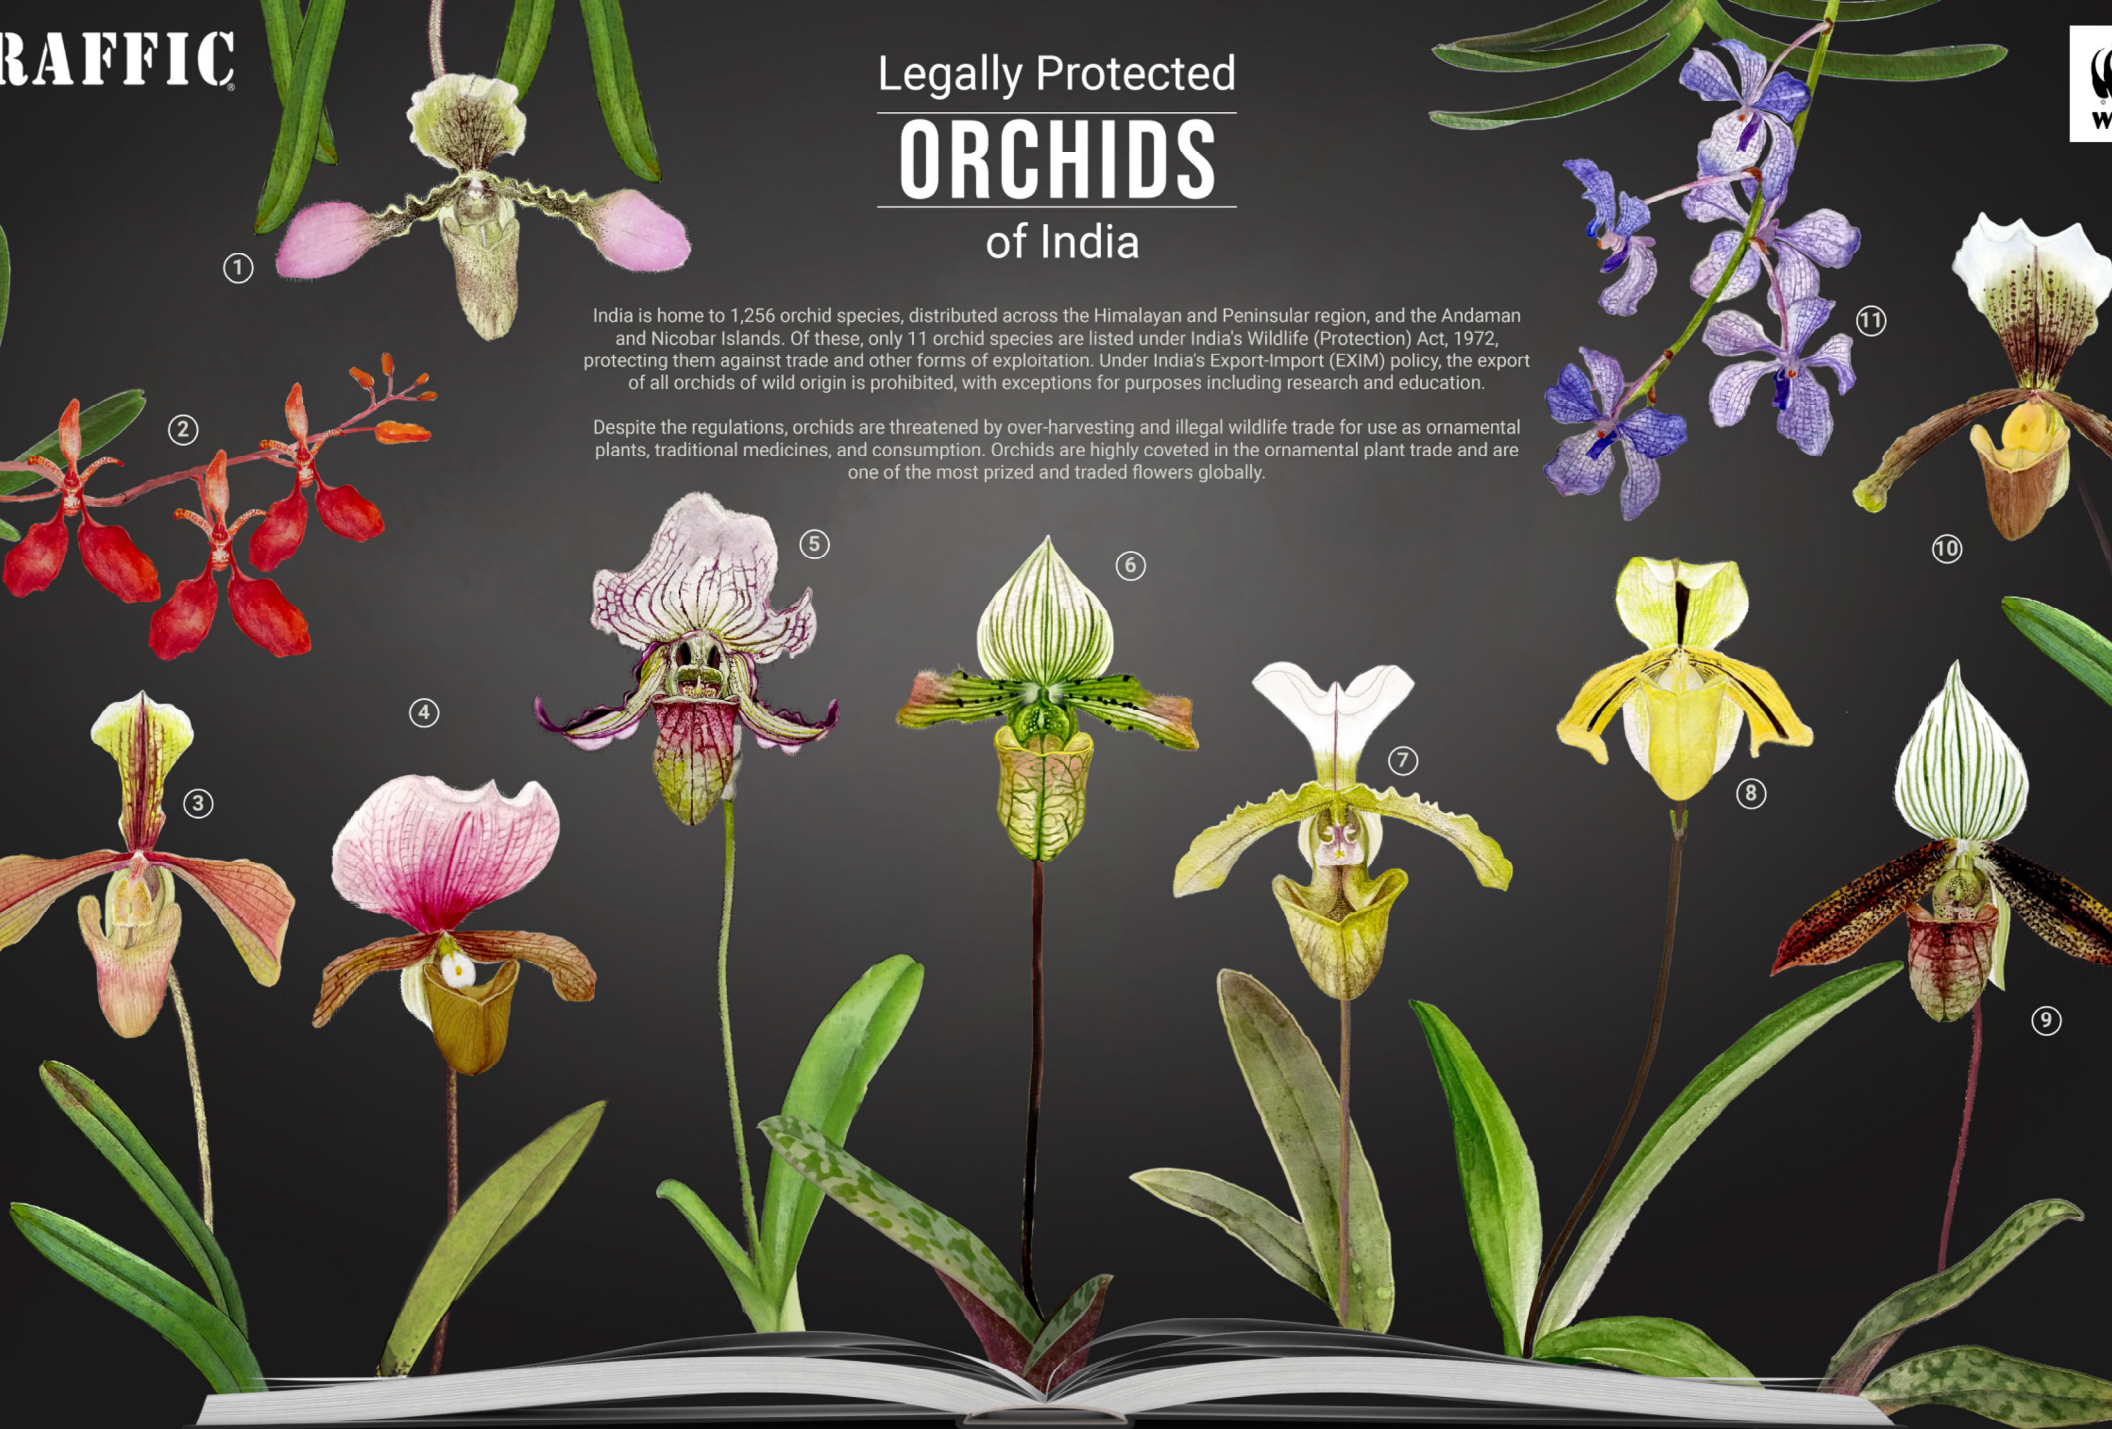 RAFFIC
Legally Protected
ORCHIDS
of India
India is home to 1,256 orchid species, distributed across the Himalayan and Peninsular region, and the Andaman
and Nicobar Islands. Of these, only 11 orchid species are listed under India's Wildlife (Protection) Act, 1972,
protecting them against trade and other forms of exploitation. Under India's Export-Import (EXIM) policy, the export
of all orchids of wild origin is prohibited, with exceptions for purposes including research and education.
Despite the regulations, orchids are threatened by over-harvesting and illegal wildlife trade for use as ornamental
plants, traditional medicines, and consumption. Orchids are highly coveted in the ornamental plant trade and are
one of the most prized and traded flowers globally.
1
2
3
4
5
6
7
8
9
10
11